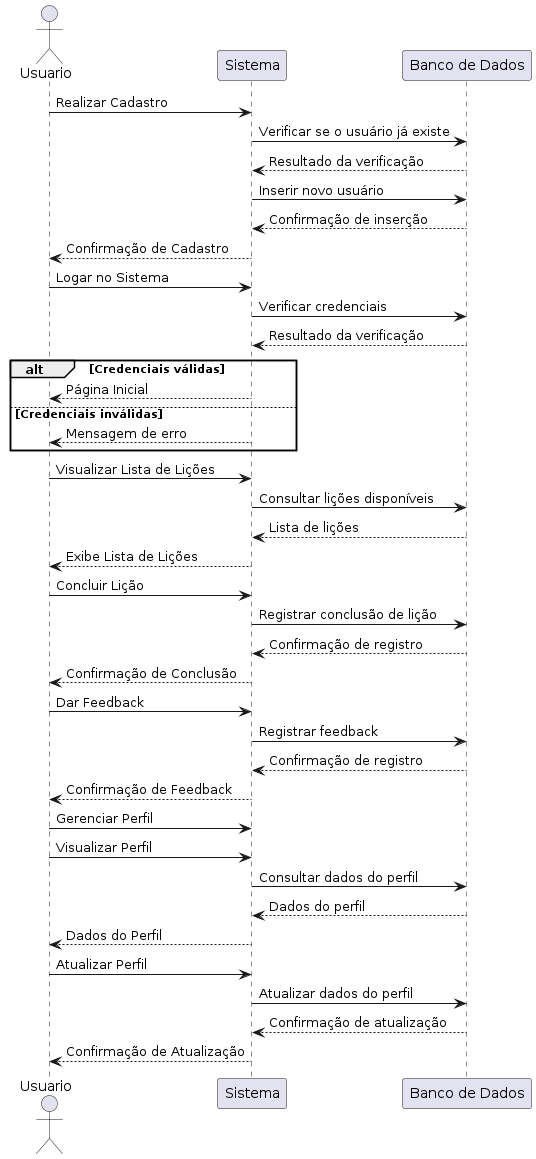 Usuario
Sistema
Banco de Dados
Realizar Cadastro
Verificar se o usuário já existe
Resultado da verificação
Inserir novo usuário
Confirmação de inserção
Confirmação de Cadastro
Logar no Sistema
Verificar credenciais
Resultado da verificação
alt [Credenciais válidas]
Página Inicial
[Credenciais inválidas]
Mensagem de erro
Visualizar Lista de Lições
Consultar lições disponíveis
Lista de lições
Exibe Lista de Lições
Concluir Lição
Registrar conclusão de lição
Confirmação de registro
Confirmação de Conclusão
Dar Feedback
Registrar feedback
Confirmação de registro
Confirmação de Feedback
Gerenciar Perfil
Visualizar Perfil
Consultar dados do perfil
Dados do perfil
Dados do Perfil
Atualizar Perfil
Atualizar dados do perfil
Confirmação de atualização
Confirmação de Atualização
Usuario
Sistema
Banco de Dados